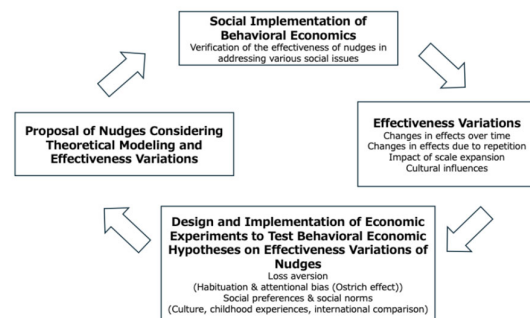 Social Implementation of
Behavioral Economics
Verification of the effectiveness of nudges in
addressing various social issues
Effectiveness Variations
Changes in effects over time
Changes in effects due to repetition
Impact of scale expansion
Cultural influences
Design and Implementation of Economic
Experiments to Test Behavioral Economic
Hypotheses on Effectiveness Variations of
Nudges
Loss aversion
(Habituation & attentional bias (Ostrich effect))
Social preferences & social norms
(Culture, childhood experiences, international comparison)
Proposal of Nudges Considering
Theoretical Modeling and
Effectiveness Variations